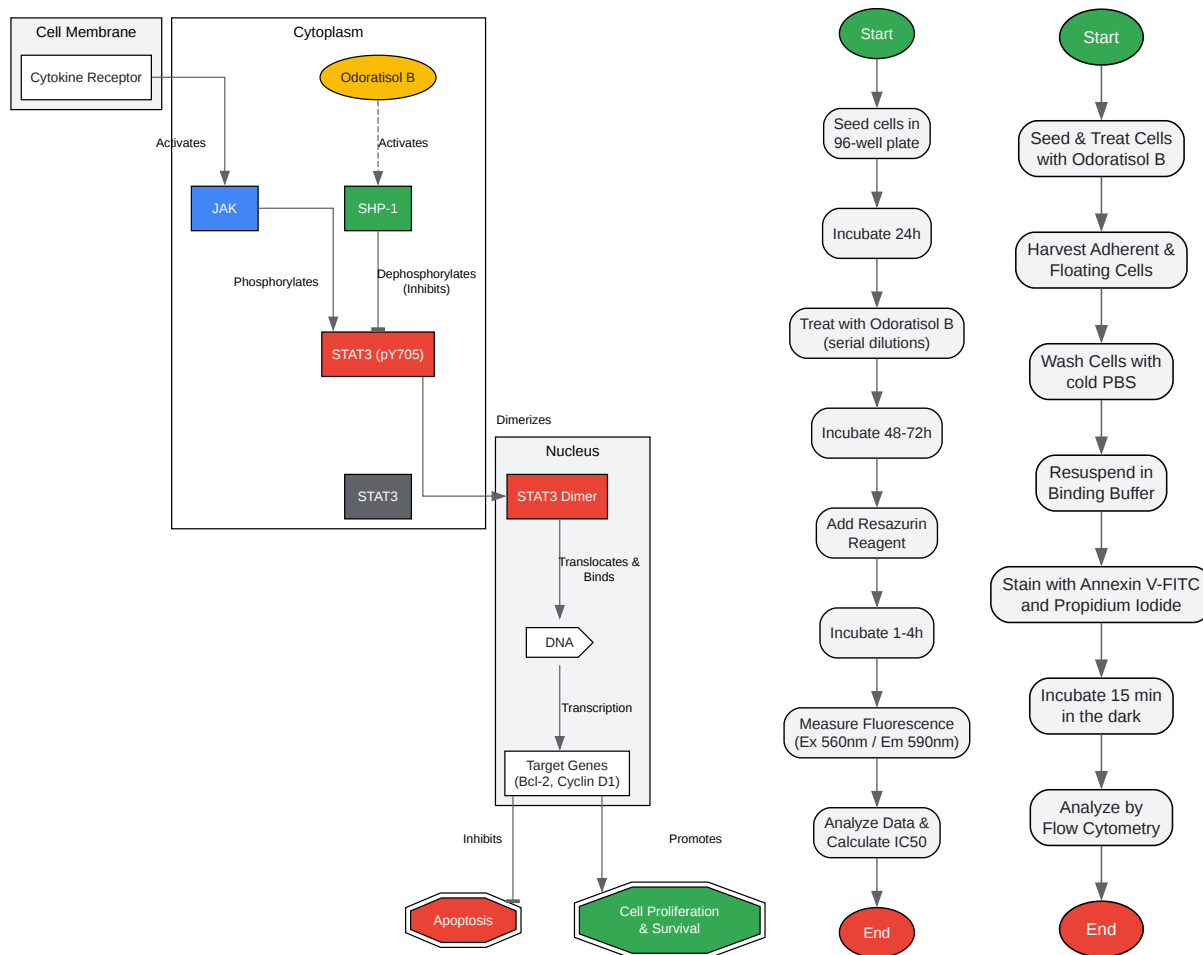 Cell Membrane
Cytokine Receptor
Cytoplasm
Odoratisol B
Activates
Activates
JAK
SHP-1
Phosphorylates
Dephosphorylates
(Inhibits)
STAT3 (pY705)
Dimerizes
STAT3
Nucleus
STAT3 Dimer
Translocates &
Binds
DNA
Transcription
Target Genes
(Bcl-2, Cyclin D1)
Inhibits
Promotes
Apoptosis
Cell Proliferation
& Survival
Start
Seed cells in
96-well plate
Incubate 24h
Treat with Odoratisol B
(serial dilutions)
Incubate 48-72h
Add Resazurin
Reagent
Incubate 1-4h
Measure Fluorescence
(Ex 560nm / Em 590nm)
Analyze Data &
Calculate IC50
End
Start
Seed & Treat Cells
with Odoratisol B
Harvest Adherent &
Floating Cells
Wash Cells with
cold PBS
Resuspend in
Binding Buffer
Stain with Annexin V-FITC
and Propidium Iodide
Incubate 15 min
in the dark
Analyze by
Flow Cytometry
End